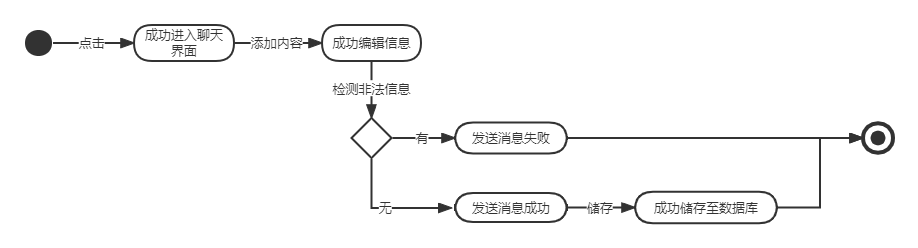 点击
成功进入聊天
界面
添加内容
成功编辑信息
检测非法信息
有
发送消息失败
无
发送消息成功
储存
成功储存至数据库